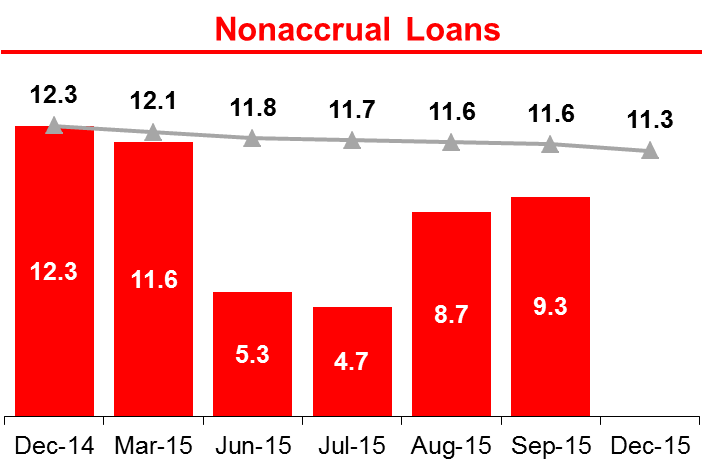 Nonaccrual Loans
12.3 12.1 11.8 11.7 11.6 11.6 11.3
12.3 11.6 5.3 4.7 8.7 9.3
Dec-14 Mar-15 Jun-15 Jul-15 Aug-15 Sep-15 Dec-15